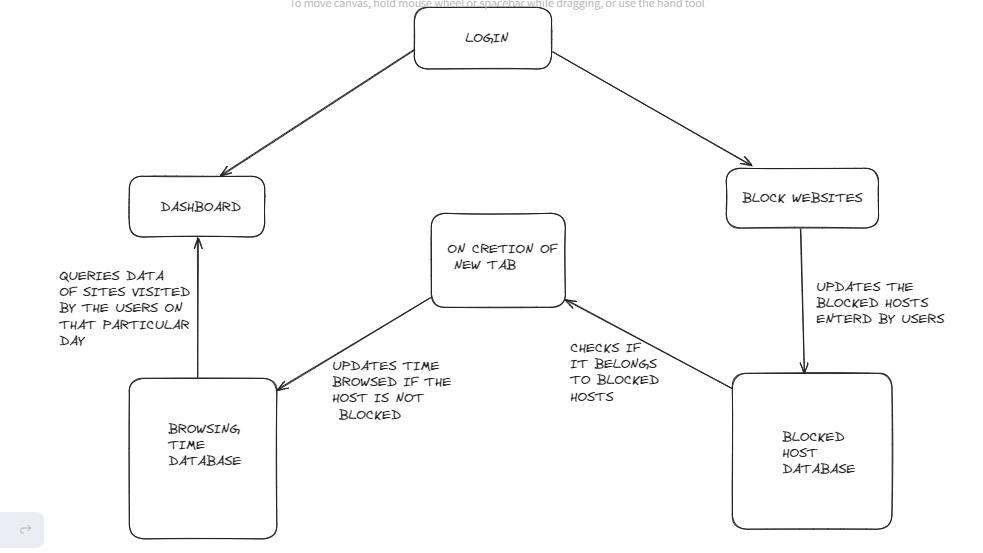 To move canvas, hold mouse wheel or spacebar while dragging, or use the hand tool
LOGIN
DASHBOARD
BLOCK WEBSITES
ON CRETION OF
NEW TAB
QUERIES DATA
OF SITES VISITED
BY THE USERS ON
THAT PARTICULAR
DAY
UPDATES THE
BLOCKED HOSTS
ENTERD BY USERS
UPDATES TIME
BROWSED IF THE
HOST IS NOT
BLOCKED
CHECKS IF
IT BELONGS
TO BLOCKED
HOSTS
BROWSING
TIME
DATABASE
BLOCKED
HOST
DATABASE